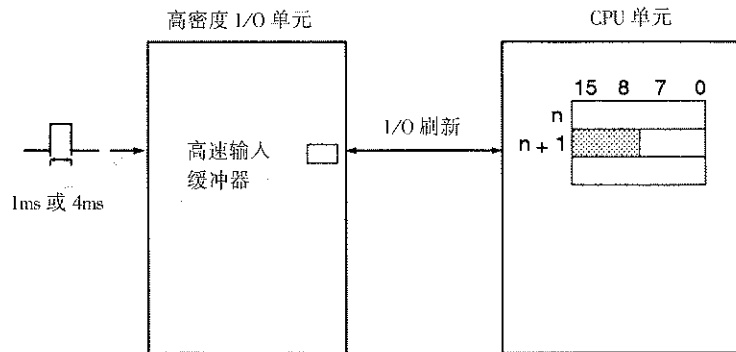 高密度 I/O 单元
CPU 单元
15 8 7 0
n
n + 1
I/O 刷新
高速输入
缓冲器
1ms 或 4ms